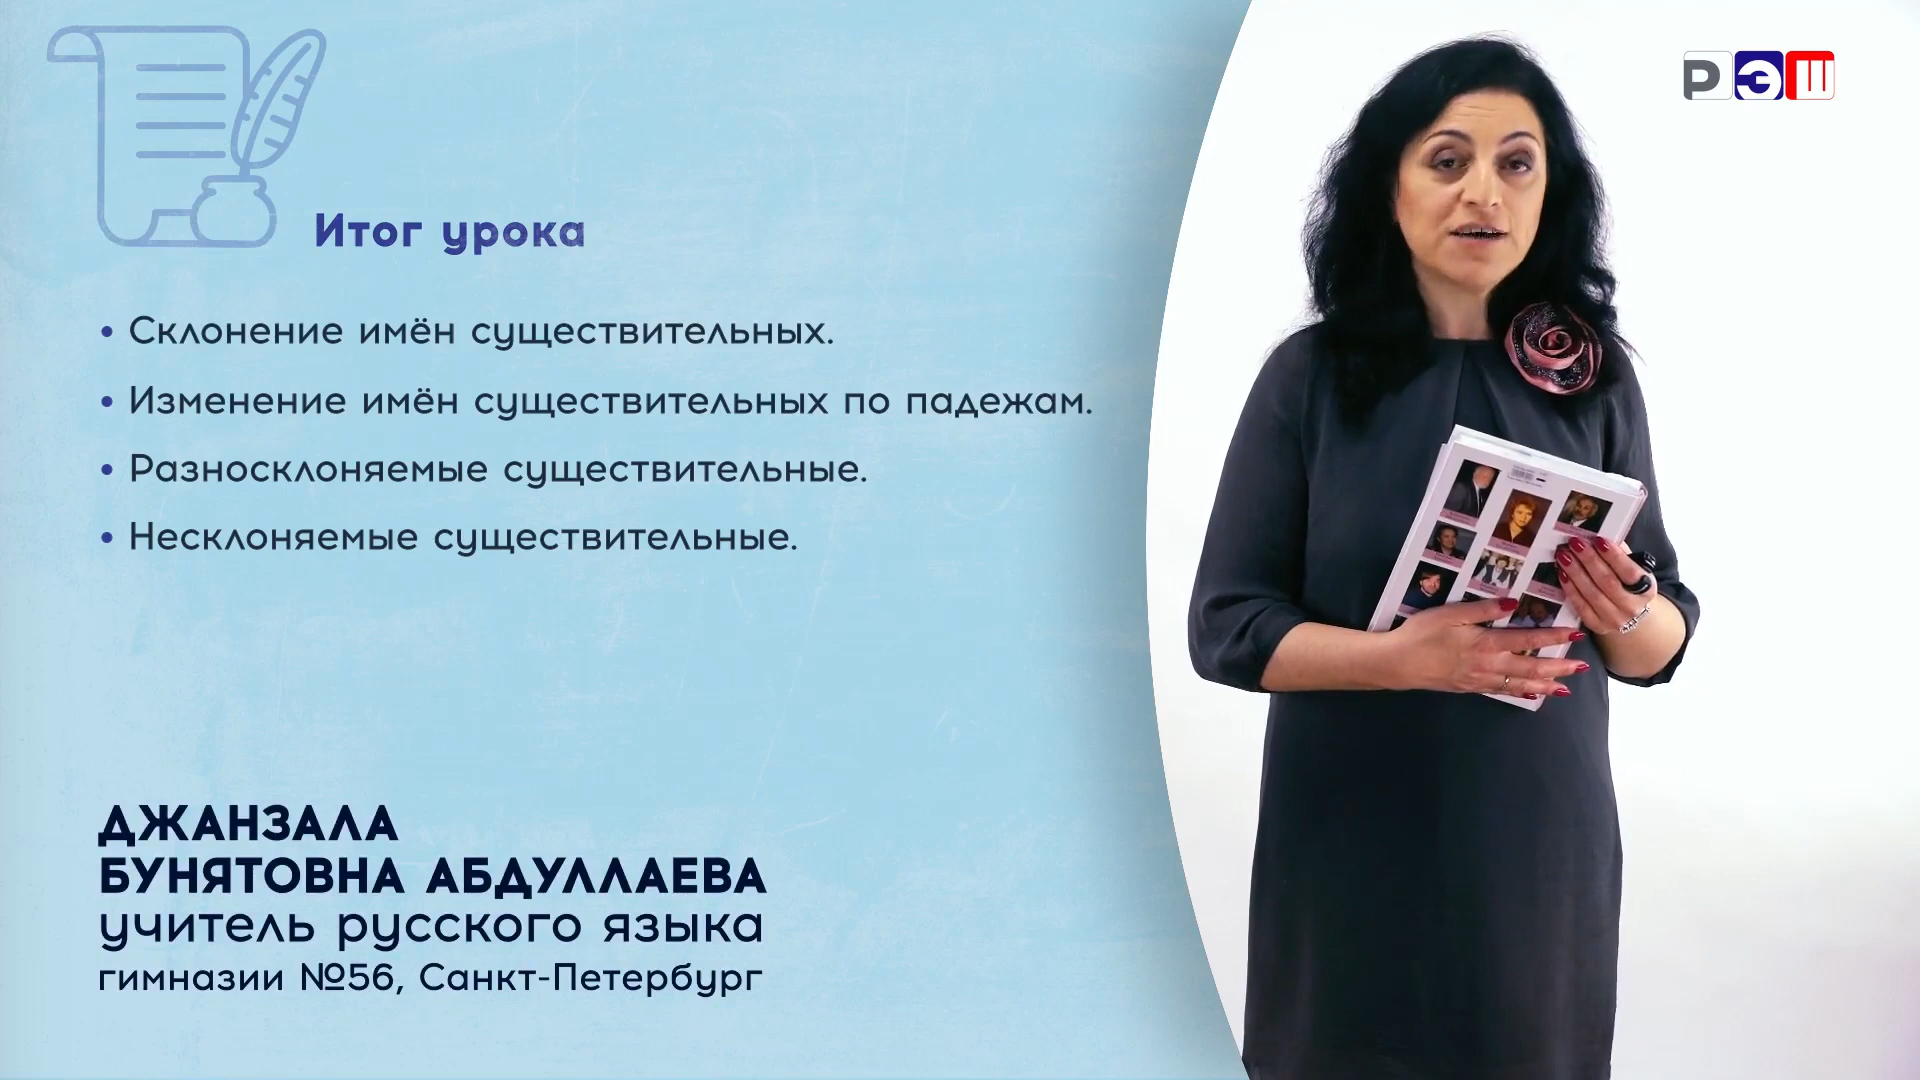 РЭШ
Итог урока
• Склонение имён существительных.
• Изменение имён существительных по падежам.
• Разносклоняемые существительные.
• Несклоняемые существительные.
ДЖАНЗАЛА
БУНЯТОВНА АБДУЛЛАЕВА
учитель русского языка
гимназии №56, Санкт-Петербург